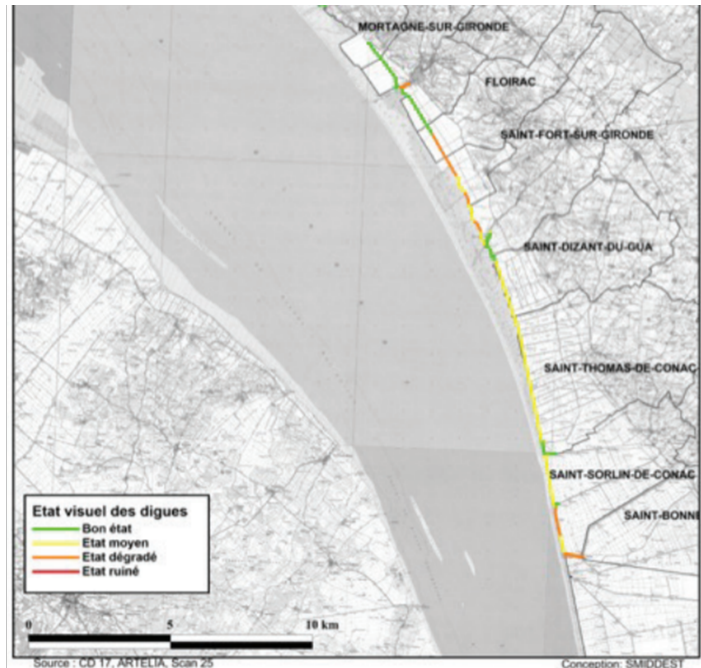 MORTAGNE-SUR-GIRONDE
FLOIRAC
SAINT-FORT-SUR-GIRONDE
SAINT-DIZANT-DU-GUA
SAINT-THOMAS-DE-CONAC
SAINT-SORLIN-DE-CONAC
SAINT-BONNE
Etat visuel des digues
Bon état
Etat moyen
Etat dégradé
Etat ruiné
0 5 10 km
Source : CD 17, ARTELIA, Scan 25
Conception: SMIDDEST